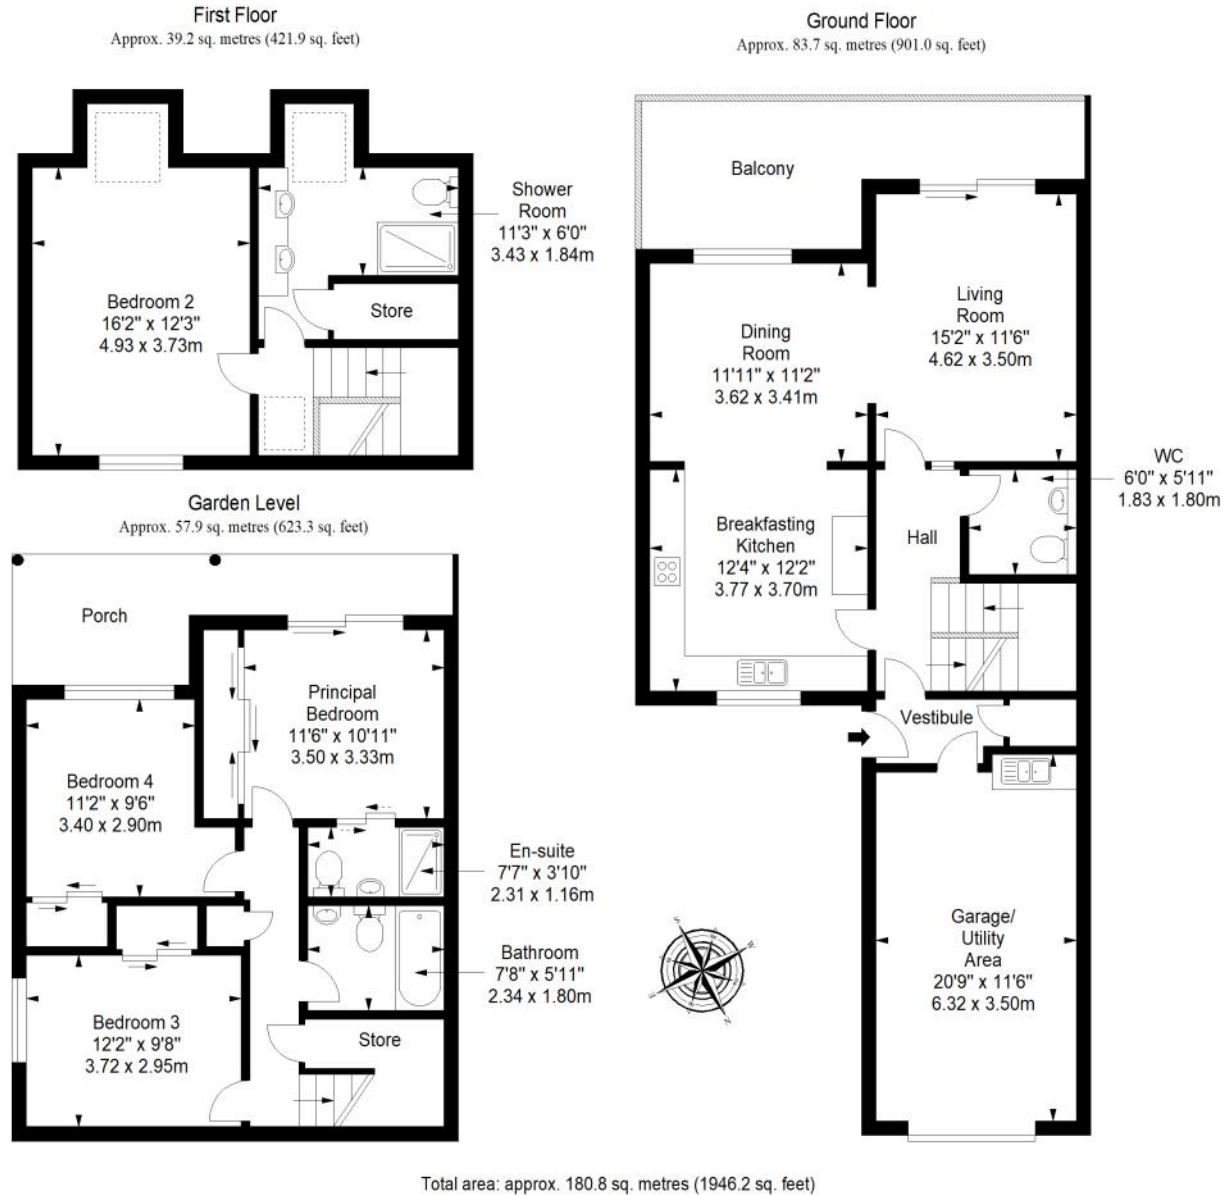 First Floor
Approx. 39.2 sq. metres (421.9 sq. feet)
Bedroom 2
16'2" x 12'3"
4.93 x 3.73m
Shower
Room
11'3" x 6'0"
3.43 x 1.84m
Store
Ground Floor
Approx. 83.7 sq. metres (901.0 sq. feet)
Balcony
Living
Room
15'2" x 11'6"
4.62 x 3.50m
Dining
Room
11'11" x 11'2"
3.62 x 3.41m
WC
6'0" x 5'11"
1.83 x 1.80m
Breakfasting
Kitchen
12'4" x 12'2"
3.77 x 3.70m
Hall
Vestibule
Garage/
Utility
Area
20'9" x 11'6"
6.32 x 3.50m
Garden Level
Approx. 57.9 sq. metres (623.3 sq. feet)
Porch
Principal
Bedroom
11'6" x 10'11"
3.50 x 3.33m
Bedroom 4
11'2" x 9'6"
3.40 x 2.90m
En-suite
7'7" x 3'10"
2.31 x 1.16m
Bathroom
7'8" x 5'11"
2.34 x 1.80m
Bedroom 3
12'2" x 9'8"
3.72 x 2.95m
Store
S
W
E
N
Total area: approx. 180.8 sq. metres (1946.2 sq. feet)